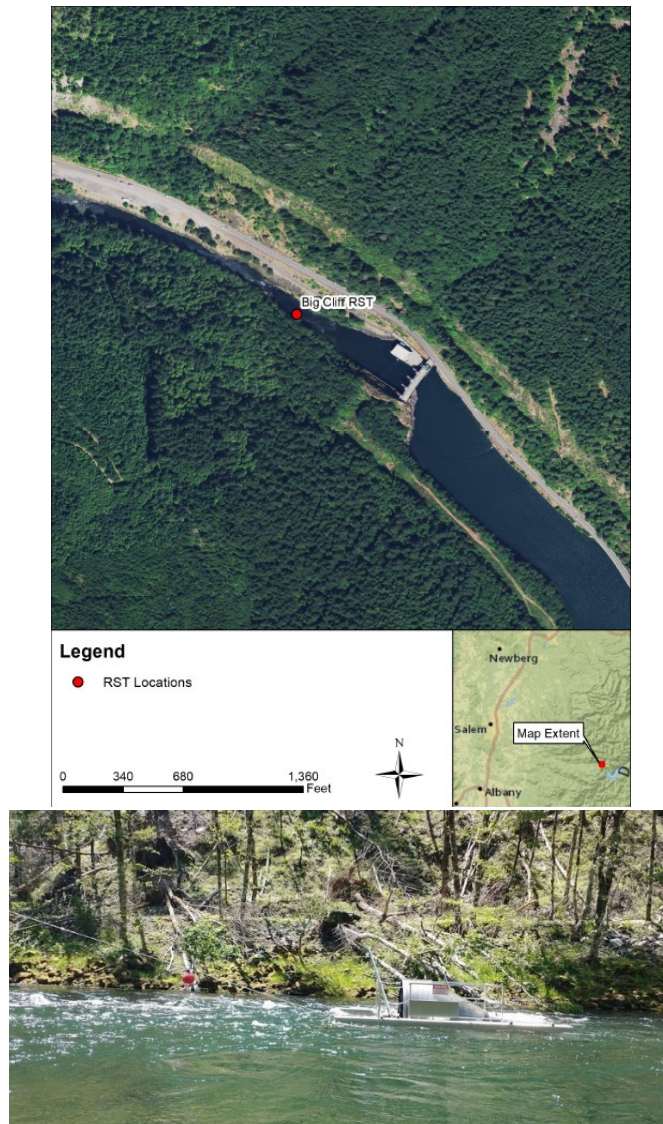 Big Cliff RST
Legend
RST Locations
0 340 680 1,360
Feet
N
Newberg
Salem
Map Extent
Albany